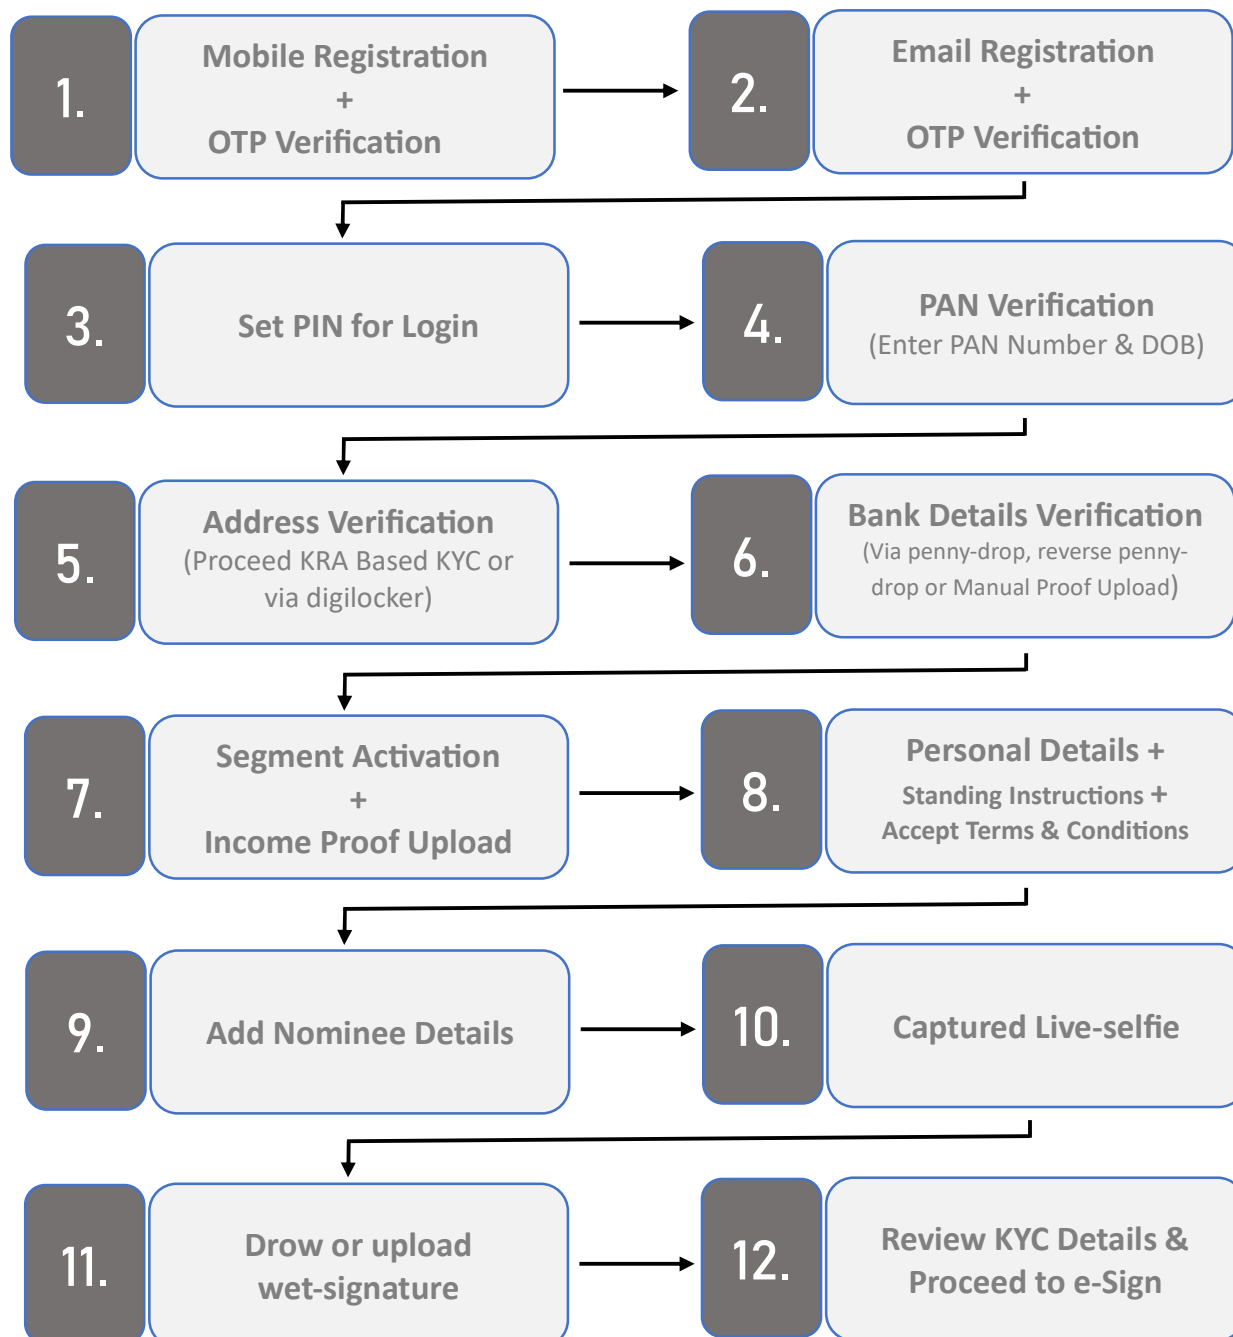 1.
Mobile Registration
+
OTP Verification
2.
Email Registration
+
OTP Verification
3.
Set PIN for Login
4.
PAN Verification
(Enter PAN Number & DOB)
5.
Address Verification
(Proceed KRA Based KYC or
via digilocker)
6.
Bank Details Verification
(Via penny-drop, reverse penny-
drop or Manual Proof Upload)
7.
Segment Activation
+
Income Proof Upload
8.
Personal Details +
Standing Instructions +
Accept Terms & Conditions
9.
Add Nominee Details
10.
Captured Live-selfie
11.
Drow or upload
wet-signature
12.
Review KYC Details &
Proceed to e-Sign